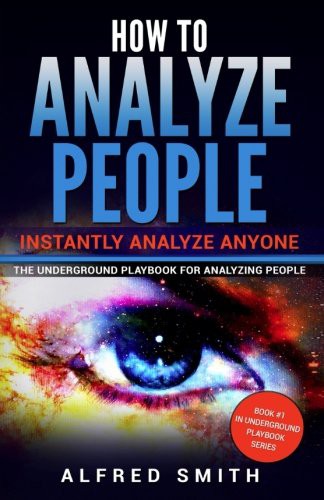 HOW TO
ANALYZE
PEOPLE
INSTANTLY ANALYZE ANYONE
THE UNDERGROUND PLAYBOOK FOR ANALYZING PEOPLE
BOOK #1
IN UNDERGROUND
PLAYBOOK
SERIES
ALFRED SMITH